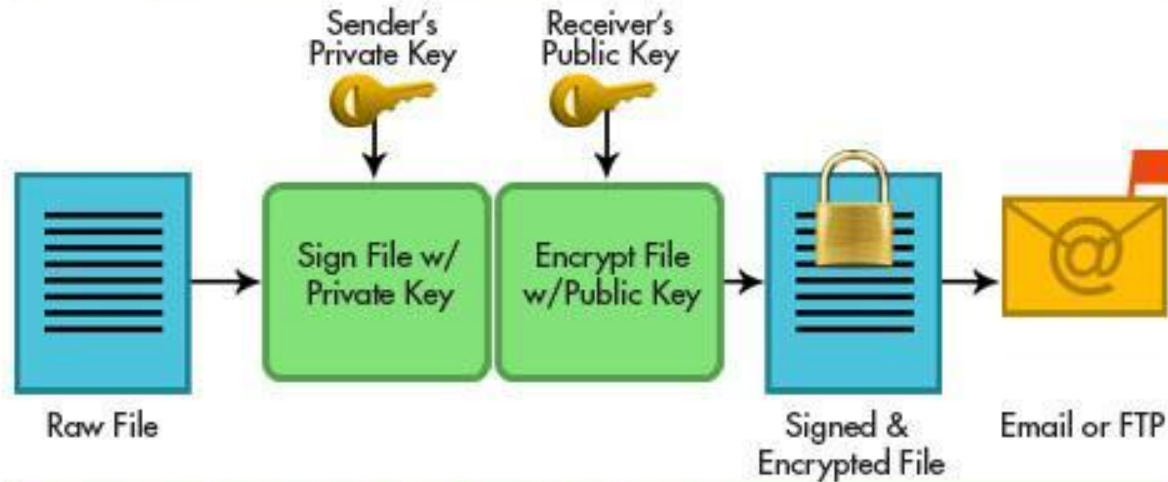 Sender's
Private Key
Receiver's
Public Key
Sign File w/
Private Key
Encrypt File
w/Public Key
@
Raw File
Signed &
Encrypted File
Email or FTP